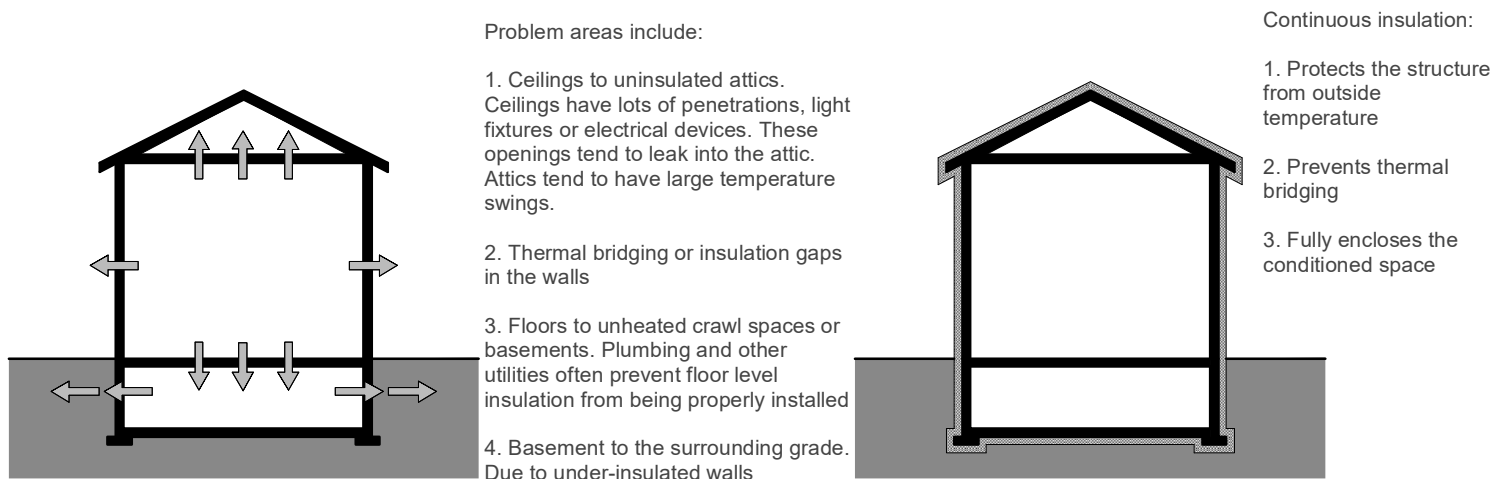 Problem areas include:
1. Ceilings to uninsulated attics.
Ceilings have lots of penetrations, light
fixtures or electrical devices. These
openings tend to leak into the attic.
Attics tend to have large temperature
swings.
2. Thermal bridging or insulation gaps
in the walls
3. Floors to unheated crawl spaces or
basements. Plumbing and other
utilities often prevent floor level
insulation from being properly installed
4. Basement to the surrounding grade.
Due to under-insulated walls
Continuous insulation:
1. Protects the structure
from outside
temperature
2. Prevents thermal
bridging
3. Fully encloses the
conditioned space